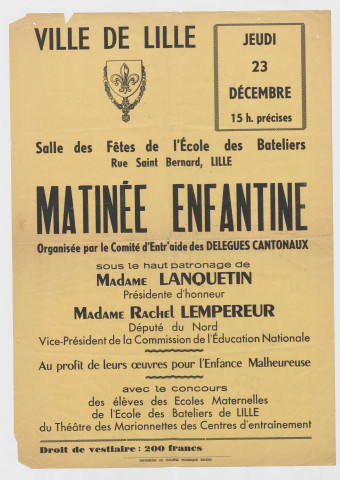 VILLE DE LILLE
JEUDI
23
DÉCEMBRE
15 h. précises
Salle des Fêtes de l'École des Bateliers
Rue Saint Bernard, LILLE
MATINÉE ENFANTINE
Organisée par le Comité d'Entr'aide des DELEGUES CANTONAUX
sous le haut patronage de
MADAME LANQUETIN
Présidente d'honneur
MADAME RACHEL LEMPEREUR
Député du Nord
Vice-Président de la Commission de l'Éducation Nationale
Au profit de leurs œuvres pour l'Enfance Malheureuse
avec le concours
des élèves des Ecoles Maternelles
de l'Ecole des Bateliers de LILLE
du Théâtre des Marionnettes des Centres d'entraînement
Droit de vestiaire : 200 francs